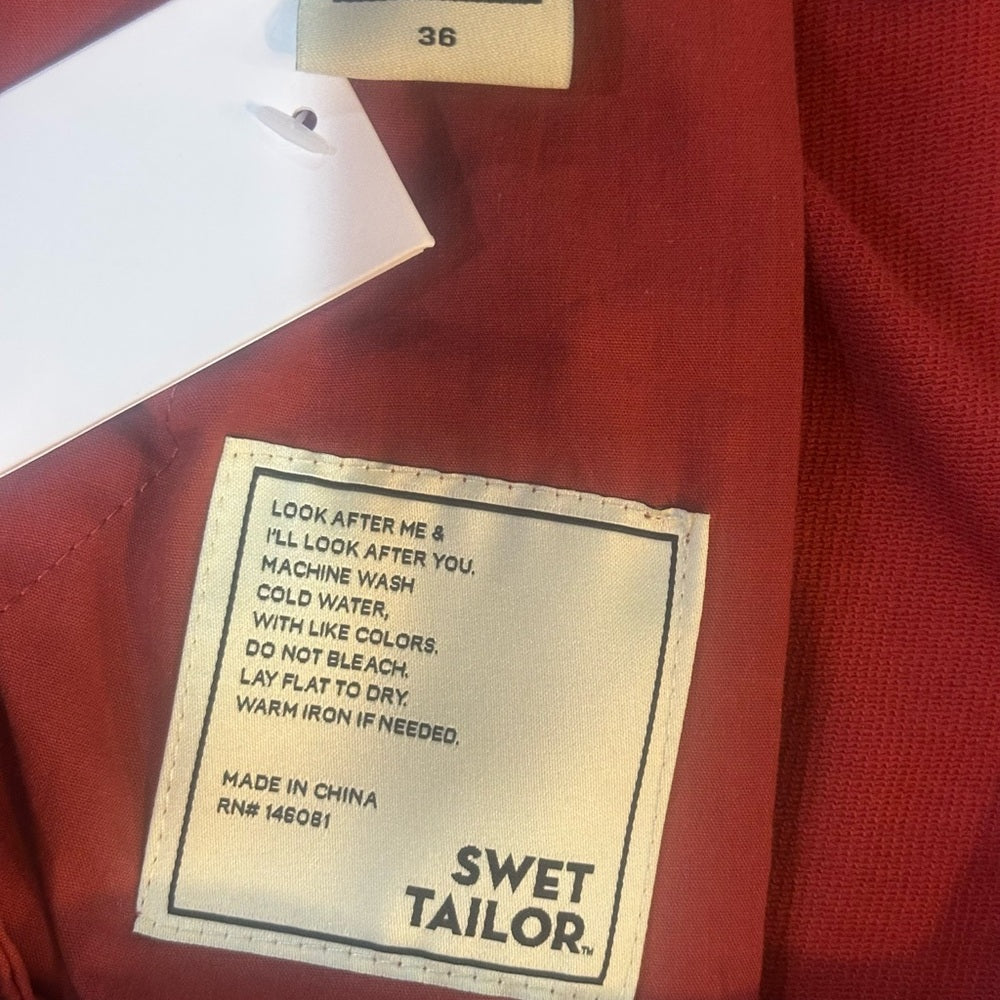 36
LOOK AFTER ME &
I'LL LOOK AFTER YOU.
MACHINE WASH
COLD WATER,
WITH LIKE COLORS.
DO NOT BLEACH.
LAY FLAT TO DRY.
WARM IRON IF NEEDED.
MADE IN CHINA
RN# 146081
SWET
TAILOR™